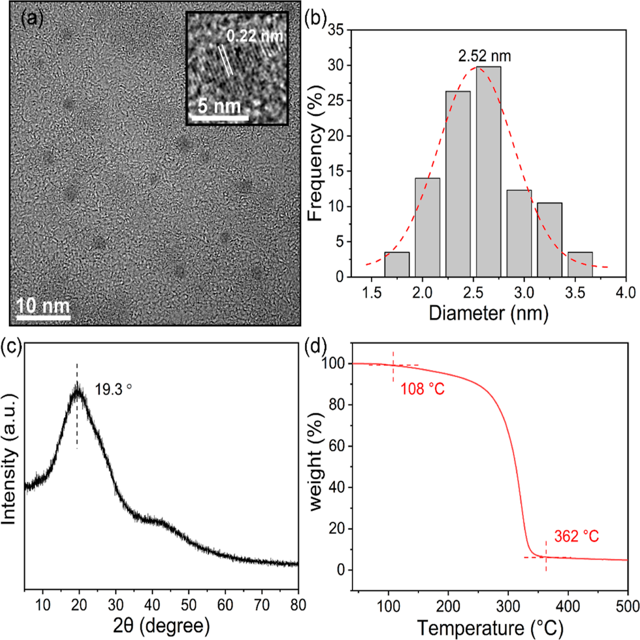 (a)
0.22 nm
5 nm
10 nm
(b)
2.52 nm
Frequency (%)
35
30
25
20
15
10
5
0
1.5 2.0 2.5 3.0 3.5 4.0
Diameter (nm)
(c)
19.3 °
Intensity (a.u.)
10 20 30 40 50 60 70 80
2θ (degree)
(d)
108 °C
362 °C
weight (%)
100
80
60
40
20
0
100 200 300 400 500
Temperature (°C)